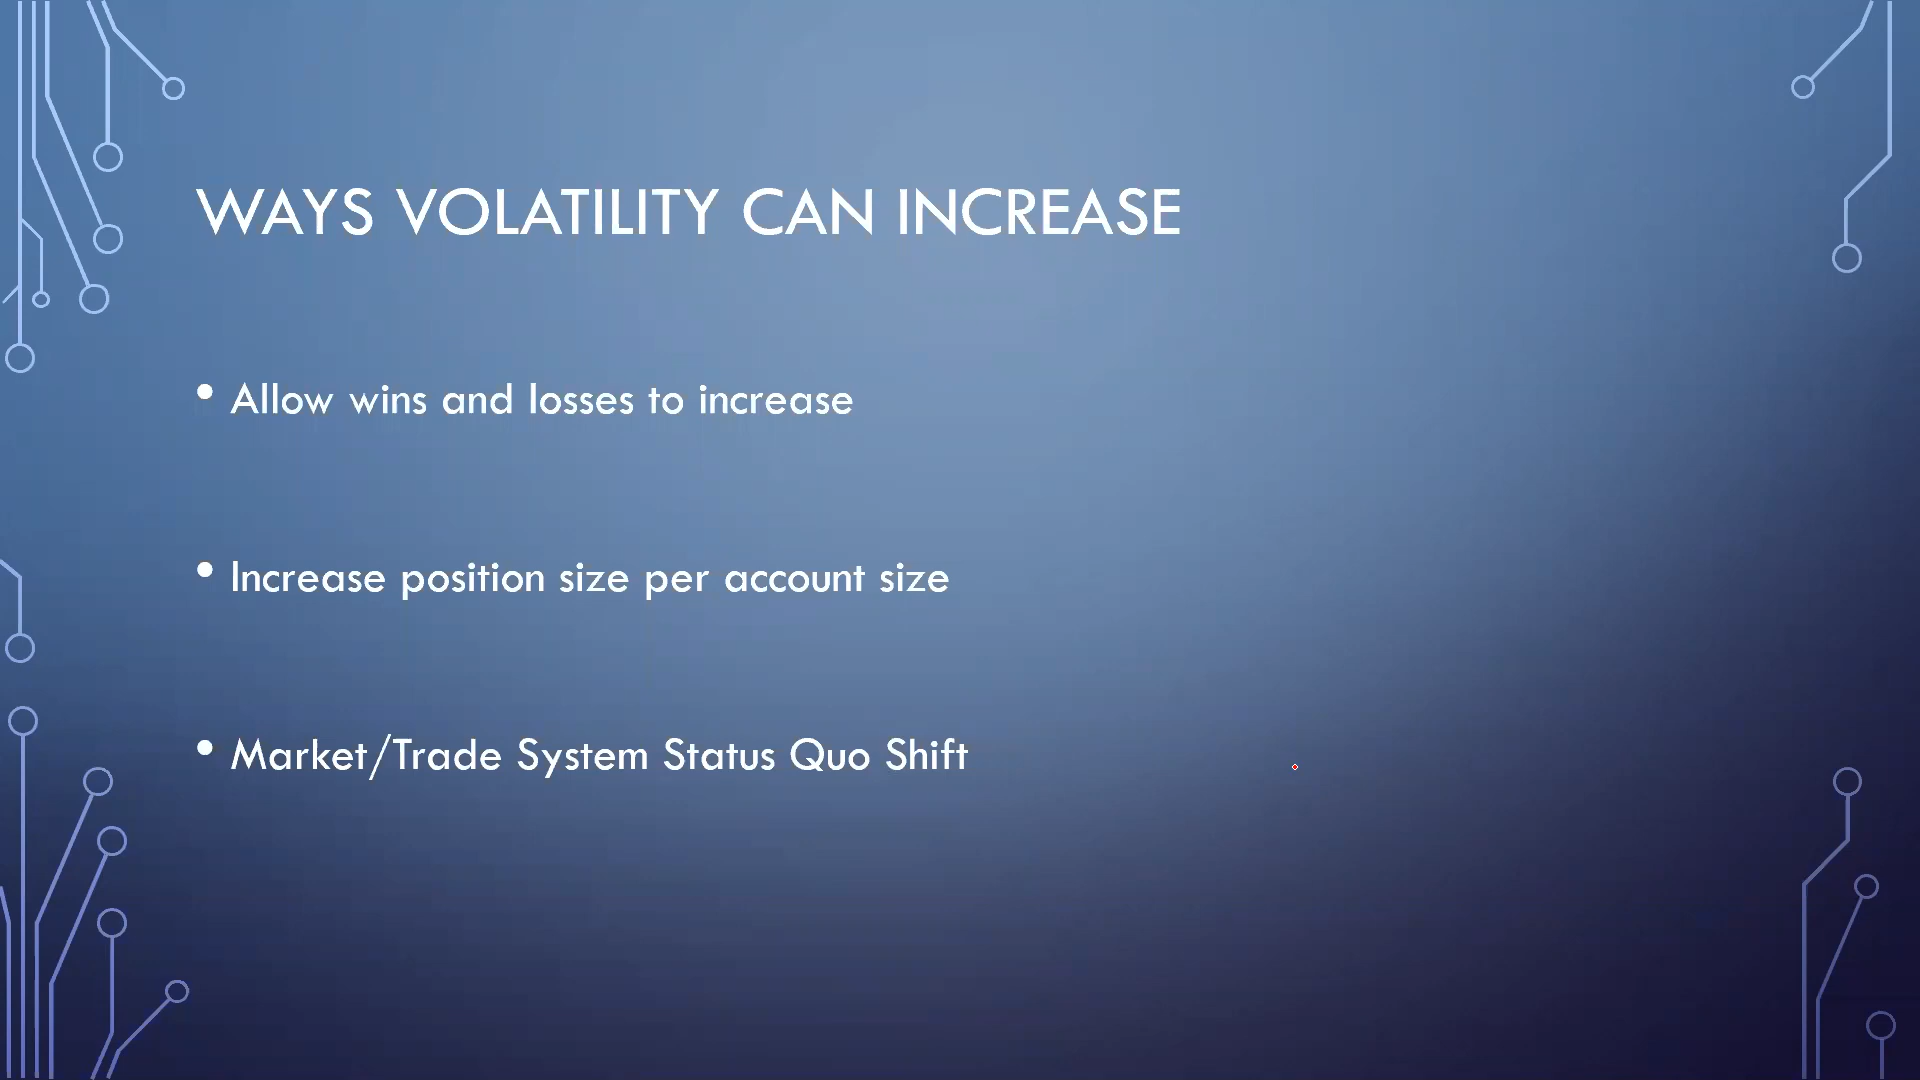 WAYS VOLATILITY CAN INCREASE
• Allow wins and losses to increase
• Increase position size per account size
• Market/Trade System Status Quo Shift